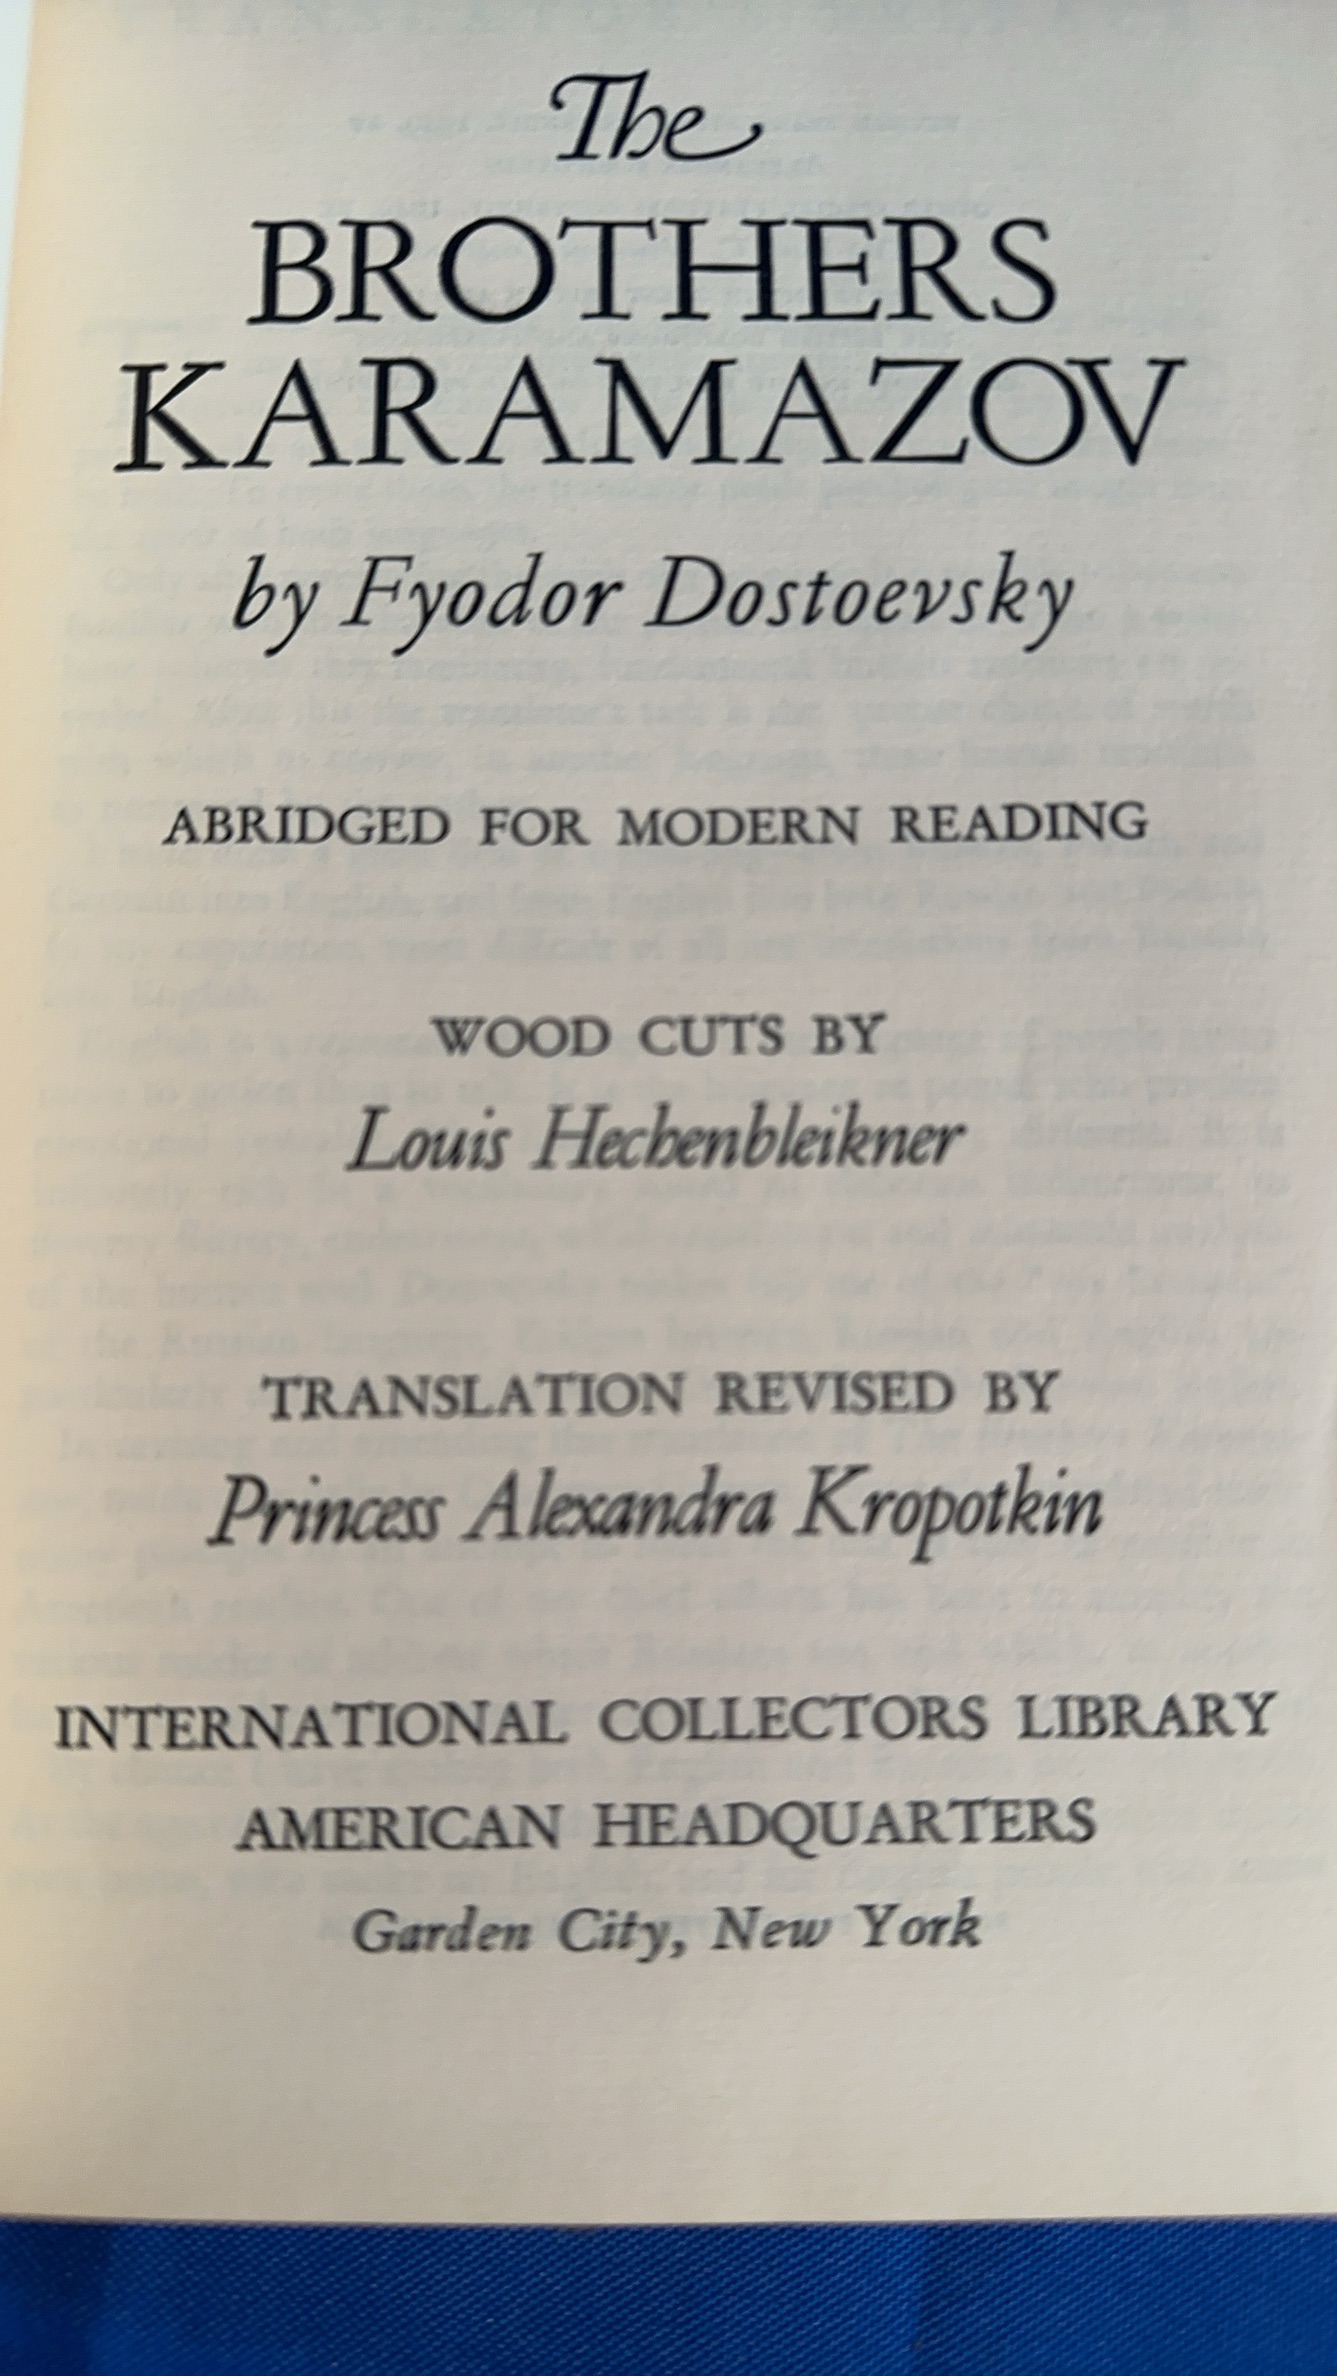 The
BROTHERS
KARAMAZOV
by Fyodor Dostoevsky
ABRIDGED FOR MODERN READING
WOOD CUTS BY
Louis Hechenbleikner
TRANSLATION REVISED BY
Princess Alexandra Kropotkin
INTERNATIONAL COLLECTORS LIBRARY
AMERICAN HEADQUARTERS
Garden City, New York